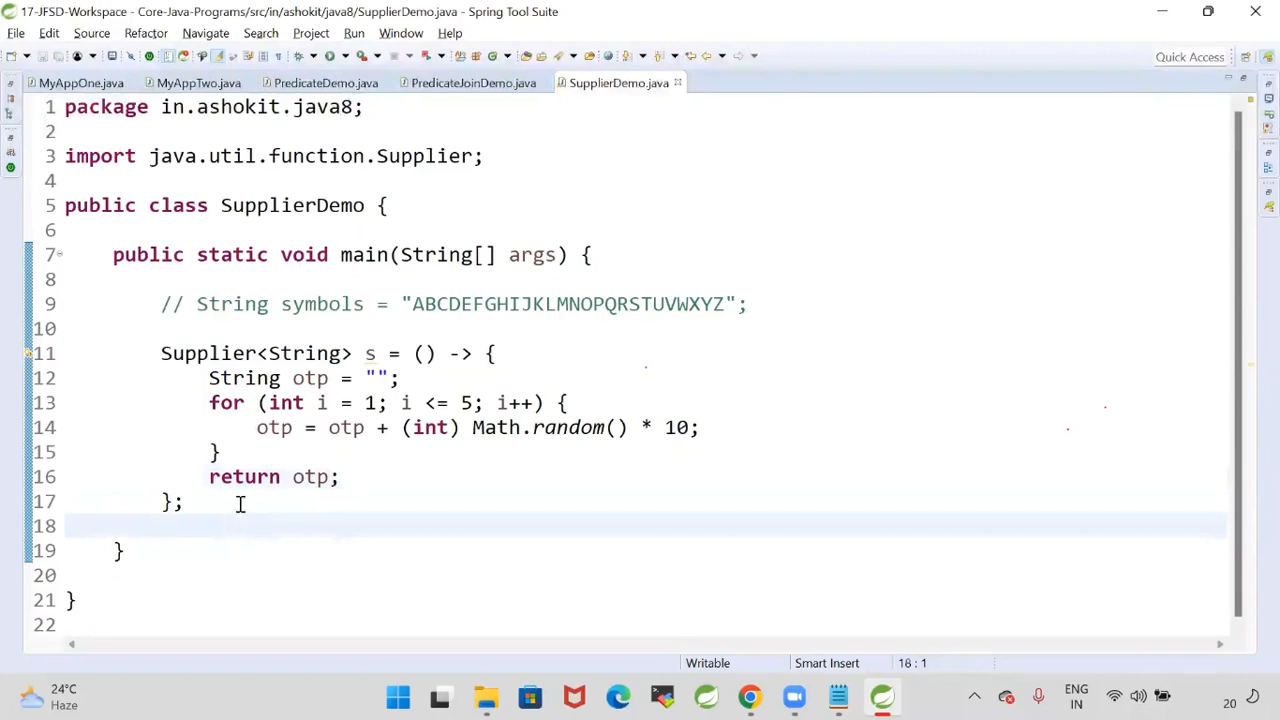 17-JFSD-Workspace - Core-Java-Programs/src/in/ashokit/java8/SupplierDemo.java - Spring Tool Suite
File Edit Source Refactor Navigate Search Project Run Window Help
Quick Access
MyAppOne.java MyAppTwo.java PredicateDemo.java PredicateJoinDemo.java SupplierDemo.java
1 package in.ashokit.java8;
2
3 import java.util.function.Supplier;
4
5 public class SupplierDemo {
6
7 public static void main(String[] args) {
8
9 // String symbols = "ABCDEFGHIJKLMNOPQRSTUVWXYZ";
10
11 Supplier<String> s = () -> {
12 String otp = "";
13 for (int i = 1; i <= 5; i++) {
14 otp = otp + (int) Math.random() * 10;
15 }
16 return otp;
17 };
18
19 }
20
21 }
22
Writable Smart Insert 18 : 1
24°C
Haze
ENG
IN
20